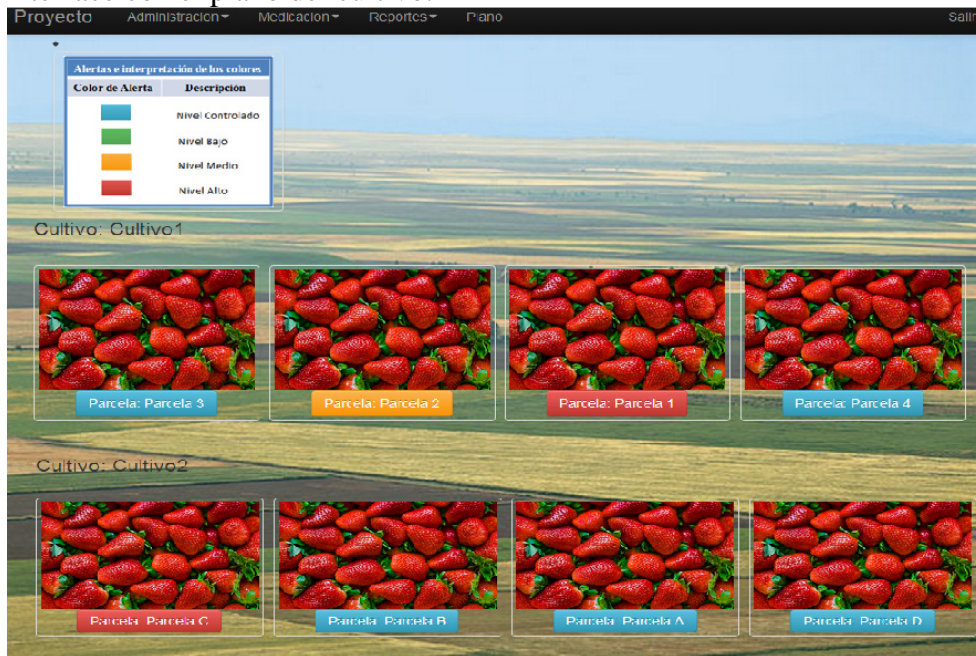 Proyecto Administracion Medicacion Reportes Plano Salir
Alertas e interpretación de los colores
Color de Alerta Descripción
Nivel Controlado
Nivel Bajo
Nivel Medio
Nivel Alto
Cultivo: Cultivo1
Parcela: Parcela 3 Parcela: Parcela 2 Parcela: Parcela 1 Parcela: Parcela 4
Cultivo: Cultivo2
Parcela: Parcela C Parcela: Parcela B Parcela: Parcela A Parcela: Parcela D